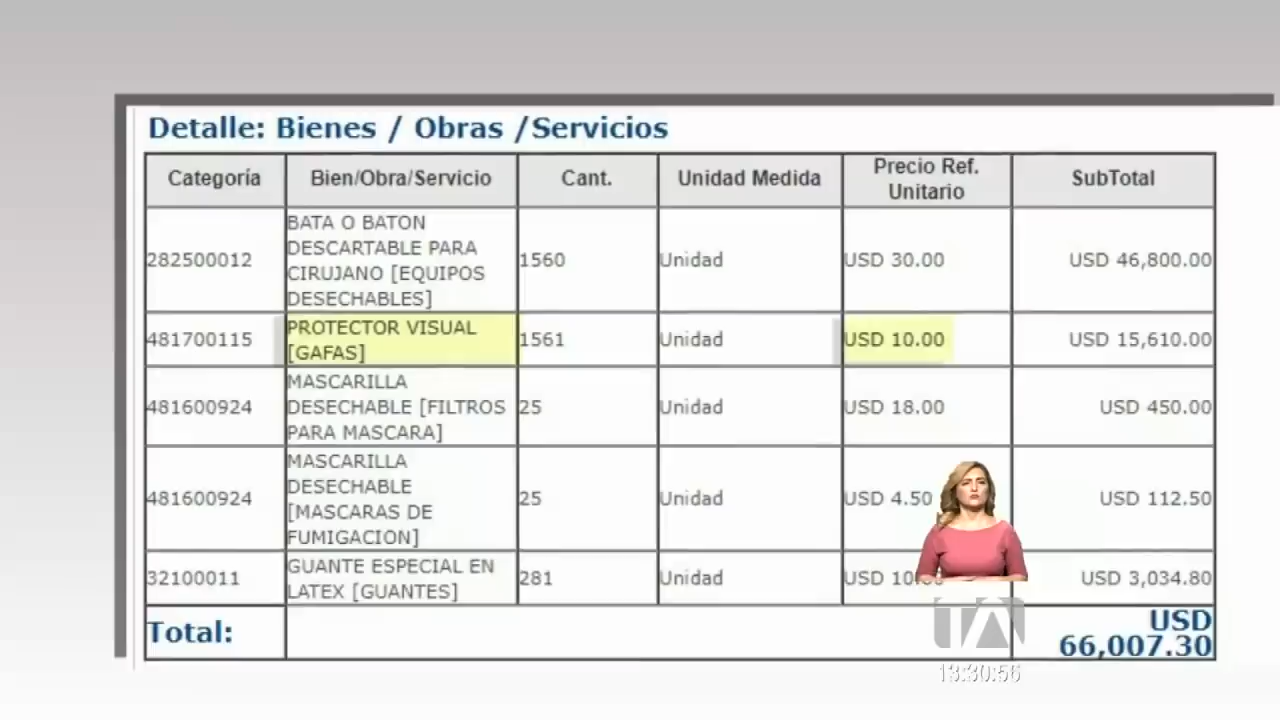 Detalle: Bienes / Obras /Servicios
Categoría
Bien/Obra/Servicio
Cant.
Unidad Medida
Precio Ref.
Unitario
SubTotal
282500012
BATA O BATON
DESCARTABLE PARA
CIRUJANO [EQUIPOS
DESECHABLES]
1560
Unidad
USD 30.00
USD 46,800.00
481700115
PROTECTOR VISUAL
[GAFAS]
1561
Unidad
USD 10.00
USD 15,610.00
481600924
MASCARILLA
DESECHABLE [FILTROS
PARA MASCARA]
25
Unidad
USD 18.00
USD 450.00
481600924
MASCARILLA
DESECHABLE
[MASCARAS DE
FUMIGACION]
25
Unidad
USD 4.50
USD 112.50
32100011
GUANTE ESPECIAL EN
LATEX [GUANTES]
281
Unidad
USD
USD 3,034.80
Total:
USD
66,007.30
TA
13:30:56